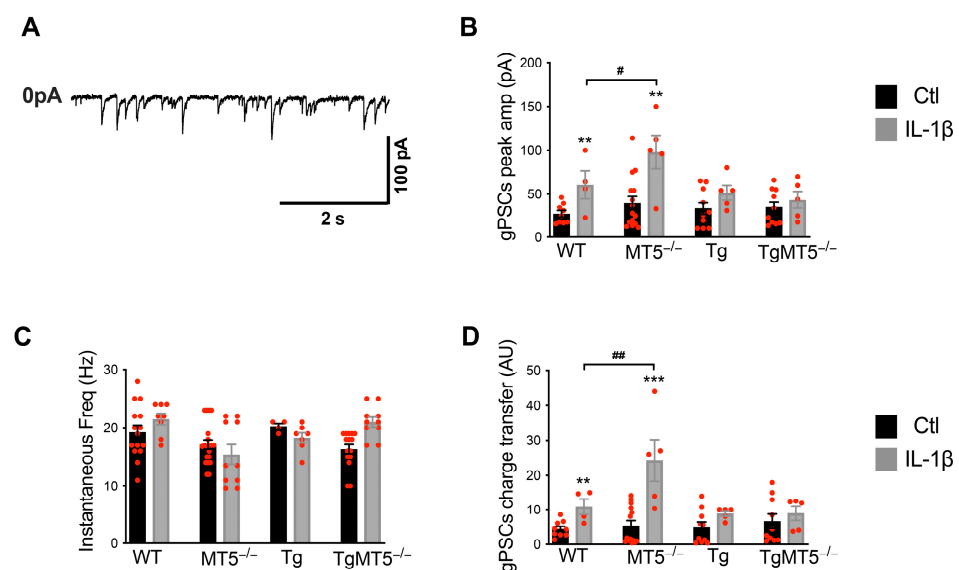 A
0pA
100 pA
2 s
B
gPSCs peak amp (pA)
200
150
100
50
0
#
**
**
WT
MT5⁻/⁻
Tg
TgMT5⁻/⁻
Ctl
IL-1β
C
Instantaneous Freq (Hz)
30
20
10
0
WT
MT5⁻/⁻
Tg
TgMT5⁻/⁻
D
gPSCs charge transfer (AU)
50
40
30
20
10
0
##
**
***
WT
MT5⁻/⁻
Tg
TgMT5⁻/⁻
Ctl
IL-1β